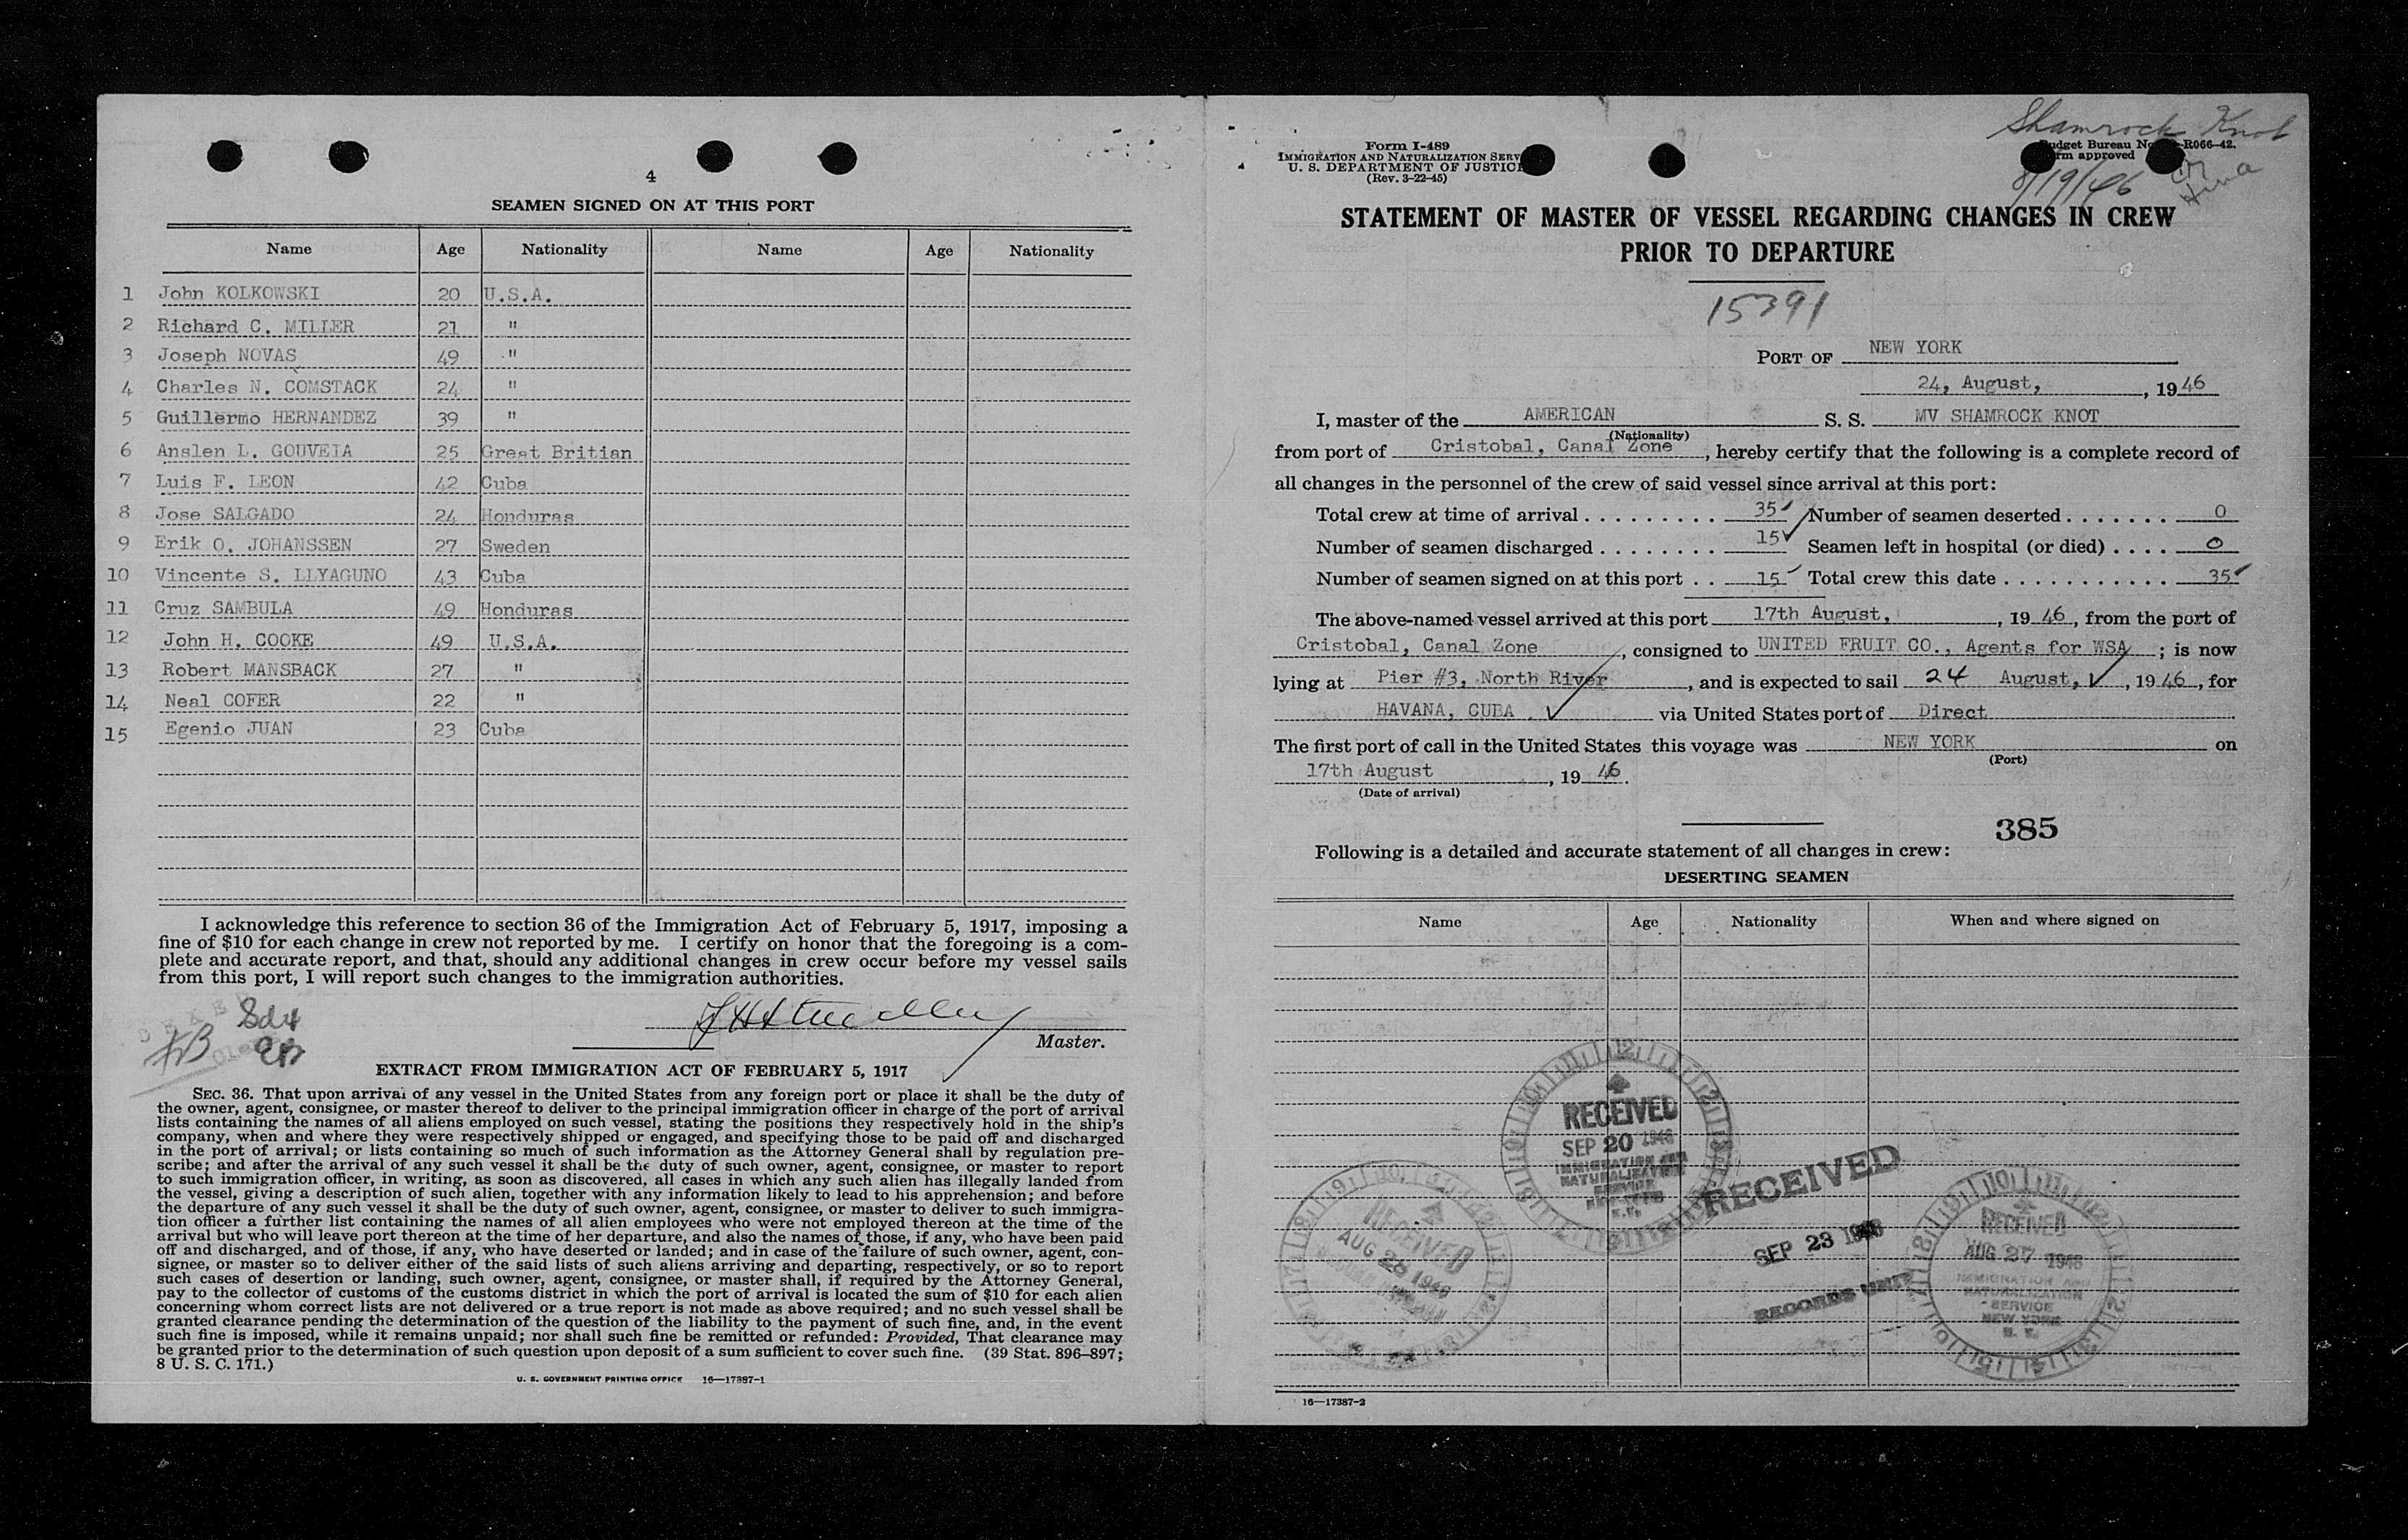 4
SEAMEN SIGNED ON AT THIS PORT
Name Age Nationality Name Age Nationality
1 John KOLKOWSKI 20 U.S.A.
2 Richard C. MILLER 21 "
3 Joseph NOVAS 49 "
4 Charles N. COMSTACK 24 "
5 Guillermo HERNANDEZ 39 "
6 Anslen L. GOUVEIA 25 Great Britian
7 Luis F. LEON 42 Cuba
8 Jose SALGADO 24 Honduras
9 Erik O. JOHANSSEN 27 Sweden
10 Vincente S. LLYAGUNO 43 Cuba
11 Cruz SAMBULA 49 Honduras
12 John H. COOKE 49 U.S.A.
13 Robert MANSBACK 27 "
14 Neal COFER 22 "
15 Egenio JUAN 23 Cuba
I acknowledge this reference to section 36 of the Immigration Act of February 5, 1917, imposing a
fine of $10 for each change in crew not reported by me. I certify on honor that the foregoing is a com-
plete and accurate report, and that, should any additional changes in crew occur before my vessel sails
from this port, I will report such changes to the immigration authorities.
Master.
EXTRACT FROM IMMIGRATION ACT OF FEBRUARY 5, 1917
SEC. 36. That upon arrival of any vessel in the United States from any foreign port or place it shall be the duty of
the owner, agent, consignee, or master thereof to deliver to the principal immigration officer in charge of the port of arrival
lists containing the names of all aliens employed on such vessel, stating the positions they respectively hold in the ship's
company, when and where they were respectively shipped or engaged, and specifying those to be paid off and discharged
in the port of arrival; or lists containing so much of such information as the Attorney General shall by regulation pre-
scribe; and after the arrival of any such vessel it shall be the duty of such owner, agent, consignee, or master to report
to such immigration officer, in writing, as soon as discovered, all cases in which any such alien has illegally landed from
the vessel, giving a description of such alien, together with any information likely to lead to his apprehension; and before
the departure of any such vessel it shall be the duty of such owner, agent, consignee, or master to deliver to such immigra-
tion officer a further list containing the names of all alien employees who were not employed thereon at the time of the
arrival but who will leave port thereon at the time of her departure, and also the names of those, if any, who have been paid
off and discharged, and of those, if any, who have deserted or landed; and in case of the failure of such owner, agent, con-
signee, or master so to deliver either of the said lists of such aliens arriving and departing, respectively, or so to report
such cases of desertion or landing, such owner, agent, consignee, or master shall, if required by the Attorney General,
pay to the collector of customs of the customs district in which the port of arrival is located the sum of $10 for each alien
concerning whom correct lists are not delivered or a true report is not made as above required; and no such vessel shall be
granted clearance pending the determination of the question of the liability to the payment of such fine, and, in the event
such fine is imposed, while it remains unpaid; nor shall such fine be remitted or refunded: Provided, That clearance may
be granted prior to the determination of such question upon deposit of a sum sufficient to cover such fine. (39 Stat. 896–897;
8 U. S. C. 171.)
U. S. GOVERNMENT PRINTING OFFICE 16—17387-1
Shamrock Knot
Form I-489
IMMIGRATION AND NATURALIZATION SERV
U. S. DEPARTMENT OF JUSTIC
(Rev. 3-22-45)
udget Bureau No R066-42.
rm approved
8/19/46
STATEMENT OF MASTER OF VESSEL REGARDING CHANGES IN CREW
PRIOR TO DEPARTURE
15391
PORT OF NEW YORK
24, August, , 19 46
I, master of the AMERICAN S. S. MV SHAMROCK KNOT
(Nationality)
from port of Cristobal, Canal Zone , hereby certify that the following is a complete record of
all changes in the personnel of the crew of said vessel since arrival at this port:
Total crew at time of arrival . . . . . . . . . . 35 Number of seamen deserted . . . . . . . 0
Number of seamen discharged . . . . . . . . 15 Seamen left in hospital (or died) . . . . 0
Number of seamen signed on at this port . . 15 Total crew this date . . . . . . . . . . . . 35
The above-named vessel arrived at this port 17th August, , 19 46 , from the port of
Cristobal, Canal Zone , consigned to UNITED FRUIT CO., Agents for WSA ; is now
lying at Pier #3, North River , and is expected to sail 24 August, , 19 46 , for
HAVANA, CUBA . via United States port of Direct
The first port of call in the United States this voyage was NEW YORK on
(Port)
17th August , 19 46 .
(Date of arrival)
385
Following is a detailed and accurate statement of all changes in crew:
DESERTING SEAMEN
Name Age Nationality When and where signed on
RECEIVED
SEP 20 1946
IMMIGRATION AND
NATURALIZATION
SERVICE
NEW YORK
N. Y.
RECEIVED
AUG 26 1946
RECEIVED
SEP 23 1946
RECORDS UNIT
RECEIVED
AUG 27 1946
IMMIGRATION AND
NATURALIZATION
SERVICE
NEW YORK
N. Y.
16—17387-2